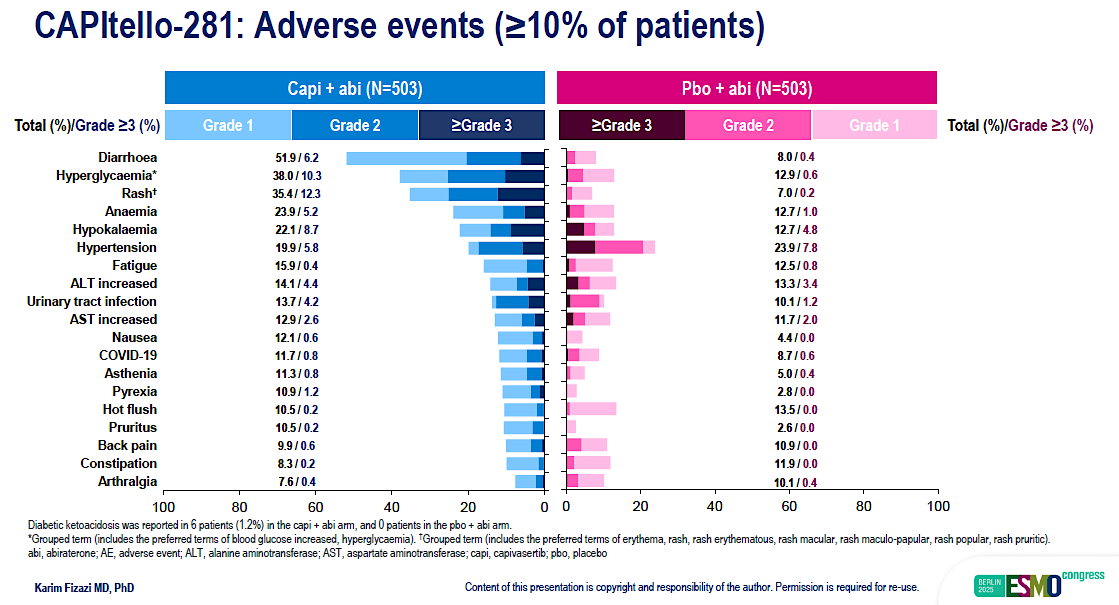 CAPItello-281: Adverse events (≥10% of patients)
Capi + abi (N=503) Pbo + abi (N=503)
Total (%)/Grade ≥3 (%) Grade 1 Grade 2 ≥Grade 3 ≥Grade 3 Grade 2 Grade 1 Total (%)/Grade ≥3 (%)
Diarrhoea 51.9 / 6.2 8.0 / 0.4
Hyperglycaemia* 38.0 / 10.3 12.9 / 0.6
Rash† 35.4 / 12.3 7.0 / 0.2
Anaemia 23.9 / 5.2 12.7 / 1.0
Hypokalaemia 22.1 / 8.7 12.7 / 4.8
Hypertension 19.9 / 5.8 23.9 / 7.8
Fatigue 15.9 / 0.4 12.5 / 0.8
ALT increased 14.1 / 4.4 13.3 / 3.4
Urinary tract infection 13.7 / 4.2 10.1 / 1.2
AST increased 12.9 / 2.6 11.7 / 2.0
Nausea 12.1 / 0.6 4.4 / 0.0
COVID-19 11.7 / 0.8 8.7 / 0.6
Asthenia 11.3 / 0.8 5.0 / 0.4
Pyrexia 10.9 / 1.2 2.8 / 0.0
Hot flush 10.5 / 0.2 13.5 / 0.0
Pruritus 10.5 / 0.2 2.6 / 0.0
Back pain 9.9 / 0.6 10.9 / 0.0
Constipation 8.3 / 0.2 11.9 / 0.0
Arthralgia 7.6 / 0.4 10.1 / 0.4
100 80 60 40 20 0 0 20 40 60 80 100
Diabetic ketoacidosis was reported in 6 patients (1.2%) in the capi + abi arm, and 0 patients in the pbo + abi arm.
*Grouped term (includes the preferred terms of blood glucose increased, hyperglycaemia). †Grouped term (includes the preferred terms of erythema, rash, rash erythematous, rash macular, rash maculo-papular, rash popular, rash pruritic).
abi, abiraterone; AE, adverse event; ALT, alanine aminotransferase; AST, aspartate aminotransferase; capi, capivasertib; pbo, placebo
Karim Fizazi MD, PhD
Content of this presentation is copyright and responsibility of the author. Permission is required for re-use.
BERLIN
2025
ESMO congress